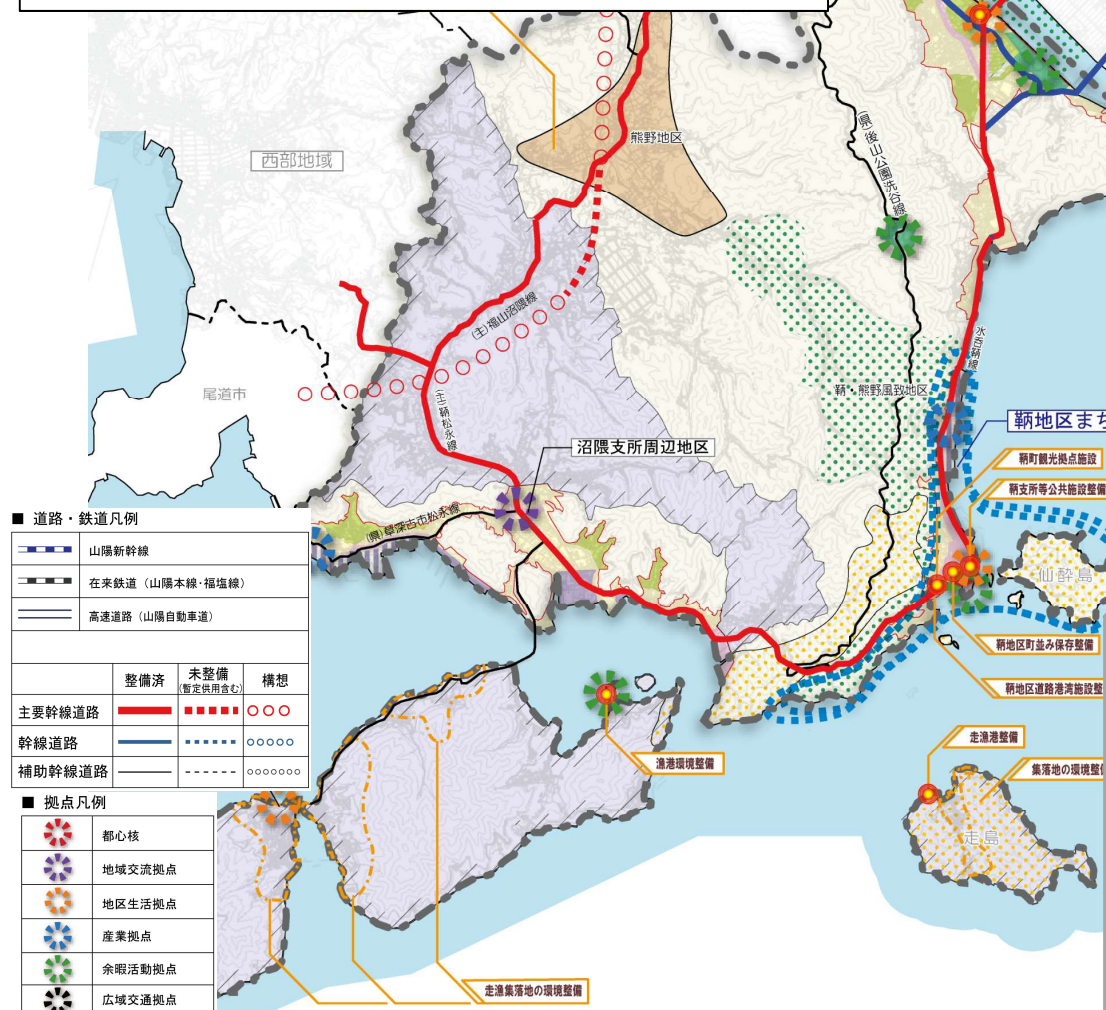 熊野地区
西部地域
(県)後山公園洗谷線
(主)福山沼隈線
水呑鞆線
尾道市
(主)鞆松永線
鞆・熊野風致地区
鞆地区まち
沼隈支所周辺地区
鞆町観光拠点施設
鞆支所等公共施設整備
(県)草深古市松永線
仙酔島
鞆地区町並み保存整備
鞆地区道路港湾施設整
漁港環境整備
走漁港整備
集落地の環境整備
走島
走漁集落地の環境整備
■ 道路・鉄道凡例
山陽新幹線
在来鉄道（山陽本線・福塩線）
高速道路（山陽自動車道）
整備済 未整備 構想
(暫定供用含む)
主要幹線道路
幹線道路
補助幹線道路
■ 拠点凡例
都心核
地域交流拠点
地区生活拠点
産業拠点
余暇活動拠点
広域交通拠点